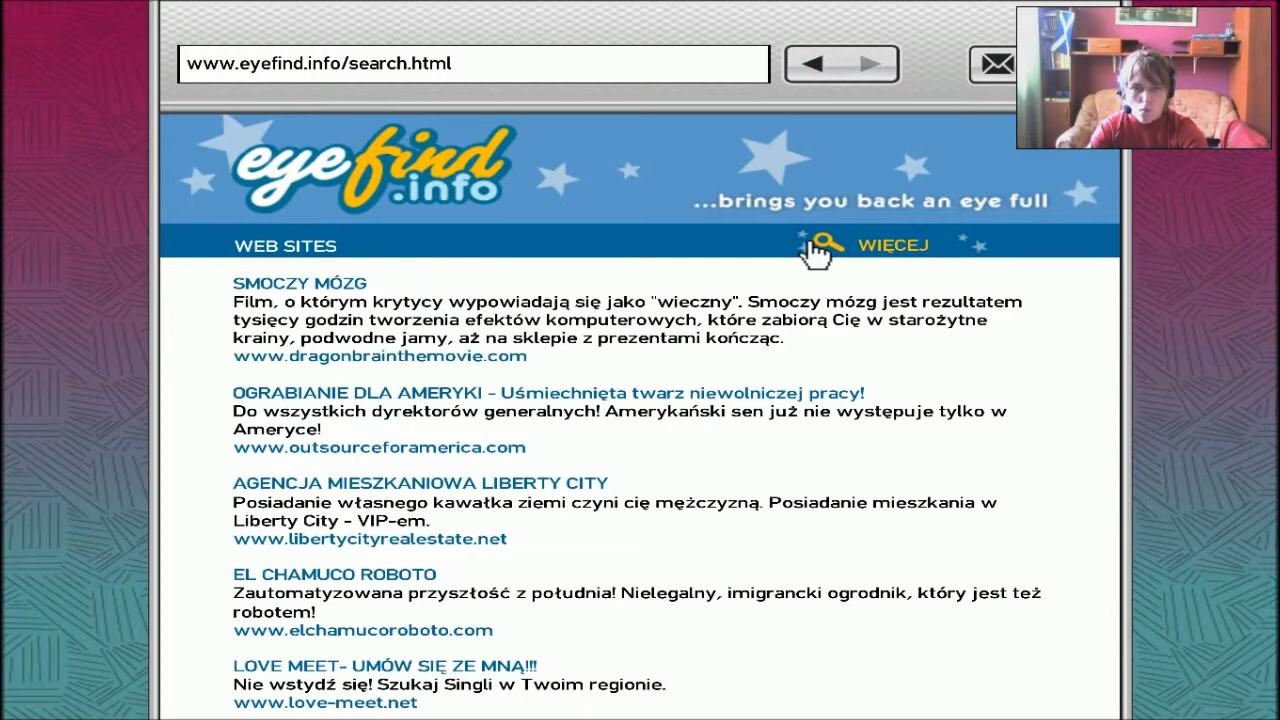 www.eyefind.info/search.html
eyefind
.info
...brings you back an eye full
WEB SITES
WIĘCEJ
SMOCZY MÓZG
Film, o którym krytycy wypowiadają się jako "wieczny". Smoczy mózg jest rezultatem
tysięcy godzin tworzenia efektów komputerowych, które zabiorą Cię w starożytne
krainy, podwodne jamy, aż na sklepie z prezentami kończąc.
www.dragonbrainthemovie.com
OGRABIANIE DLA AMERYKI - Uśmiechnięta twarz niewolniczej pracy!
Do wszystkich dyrektorów generalnych! Amerykański sen już nie występuje tylko w
Ameryce!
www.outsourceforamerica.com
AGENCJA MIESZKANIOWA LIBERTY CITY
Posiadanie własnego kawałka ziemi czyni cię mężczyzną. Posiadanie mieszkania w
Liberty City - VIP-em.
www.libertycityrealestate.net
EL CHAMUCO ROBOTO
Zautomatyzowana przyszłość z południa! Nielegalny, imigrancki ogrodnik, który jest też
robotem!
www.elchamucoroboto.com
LOVE MEET- UMÓW SIĘ ZE MNĄ!!!
Nie wstydź się! Szukaj Singli w Twoim regionie.
www.love-meet.net